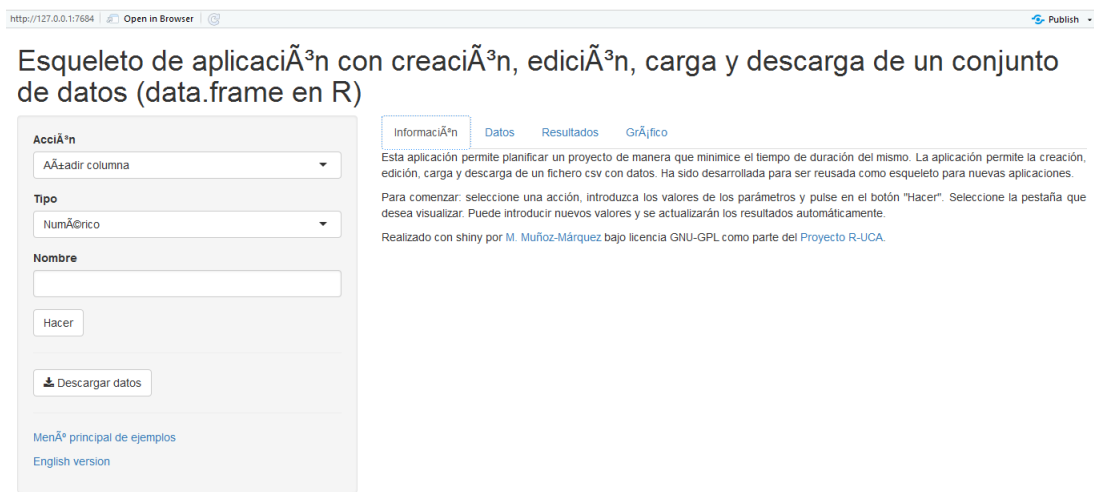 http://127.0.0.1:7684 Open in Browser Publish
Esqueleto de aplicaciÃ³n con creaciÃ³n, ediciÃ³n, carga y descarga de un conjunto
de datos (data.frame en R)
AcciÃ³n
AÃ±adir columna
Tipo
NumÃ©rico
Nombre
Hacer
Descargar datos
MenÃº principal de ejemplos
English version
InformaciÃ³n Datos Resultados GrÃ¡fico
Esta aplicación permite planificar un proyecto de manera que minimice el tiempo de duración del mismo. La aplicación permite la creación,
edición, carga y descarga de un fichero csv con datos. Ha sido desarrollada para ser reusada como esqueleto para nuevas aplicaciones.
Para comenzar: seleccione una acción, introduzca los valores de los parámetros y pulse en el botón "Hacer". Seleccione la pestaña que
desea visualizar. Puede introducir nuevos valores y se actualizarán los resultados automáticamente.
Realizado con shiny por M. Muñoz-Márquez bajo licencia GNU-GPL como parte del Proyecto R-UCA.